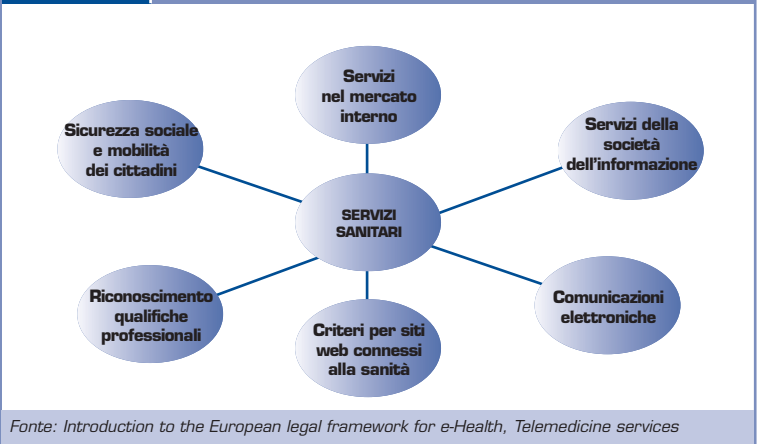 Servizi
nel mercato
interno
Sicurezza sociale
e mobilità
dei cittadini
Servizi della
società
dell'informazione
SERVIZI
SANITARI
Riconoscimento
qualifiche
professionali
Criteri per siti
web connessi
alla sanità
Comunicazioni
elettroniche
Fonte: Introduction to the European legal framework for e-Health, Telemedicine services